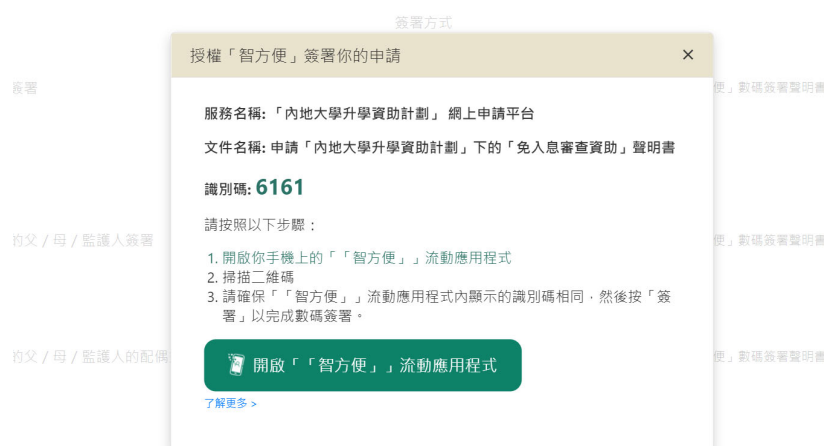 簽署方式
授權「智方便」簽署你的申請
簽署
便」數碼簽署聲明書
服務名稱:「內地大學升學資助計劃」 網上申請平台
文件名稱: 申請「內地大學升學資助計劃」下的「免入息審查資助」聲明書
識別碼: 6161
請按照以下步驟：
的父 / 母 / 監護人簽署
便」數碼簽署聲明書
1. 開啟你手機上的「「智方便」」流動應用程式
2. 掃描二維碼
3. 請確保「「智方便」」流動應用程式內顯示的識別碼相同，然後按「簽
署」以完成數碼簽署。
的父 / 母 / 監護人的配偶
便」數碼簽署聲明書
開啟「「智方便」」流動應用程式
了解更多 >